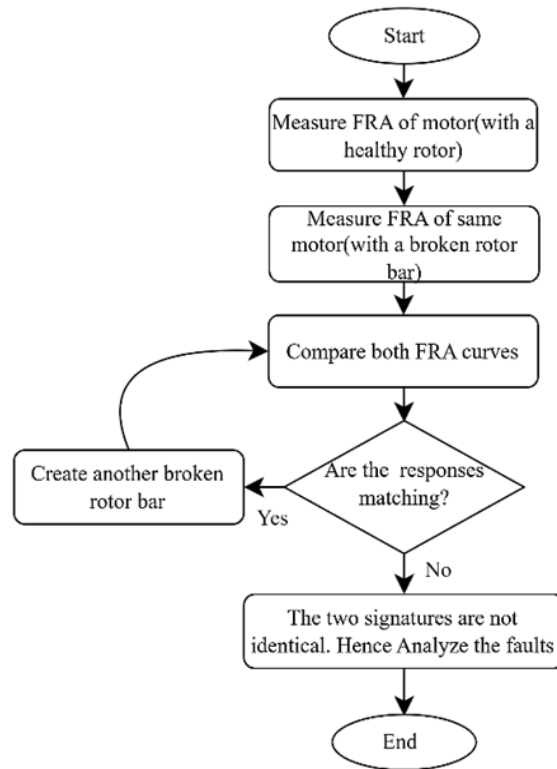 Start
Measure FRA of motor(with a
healthy rotor)
Measure FRA of same
motor(with a broken rotor
bar)
Compare both FRA curves
Are the responses
matching?
Yes
Create another broken
rotor bar
No
The two signatures are not
identical. Hence Analyze the faults
End